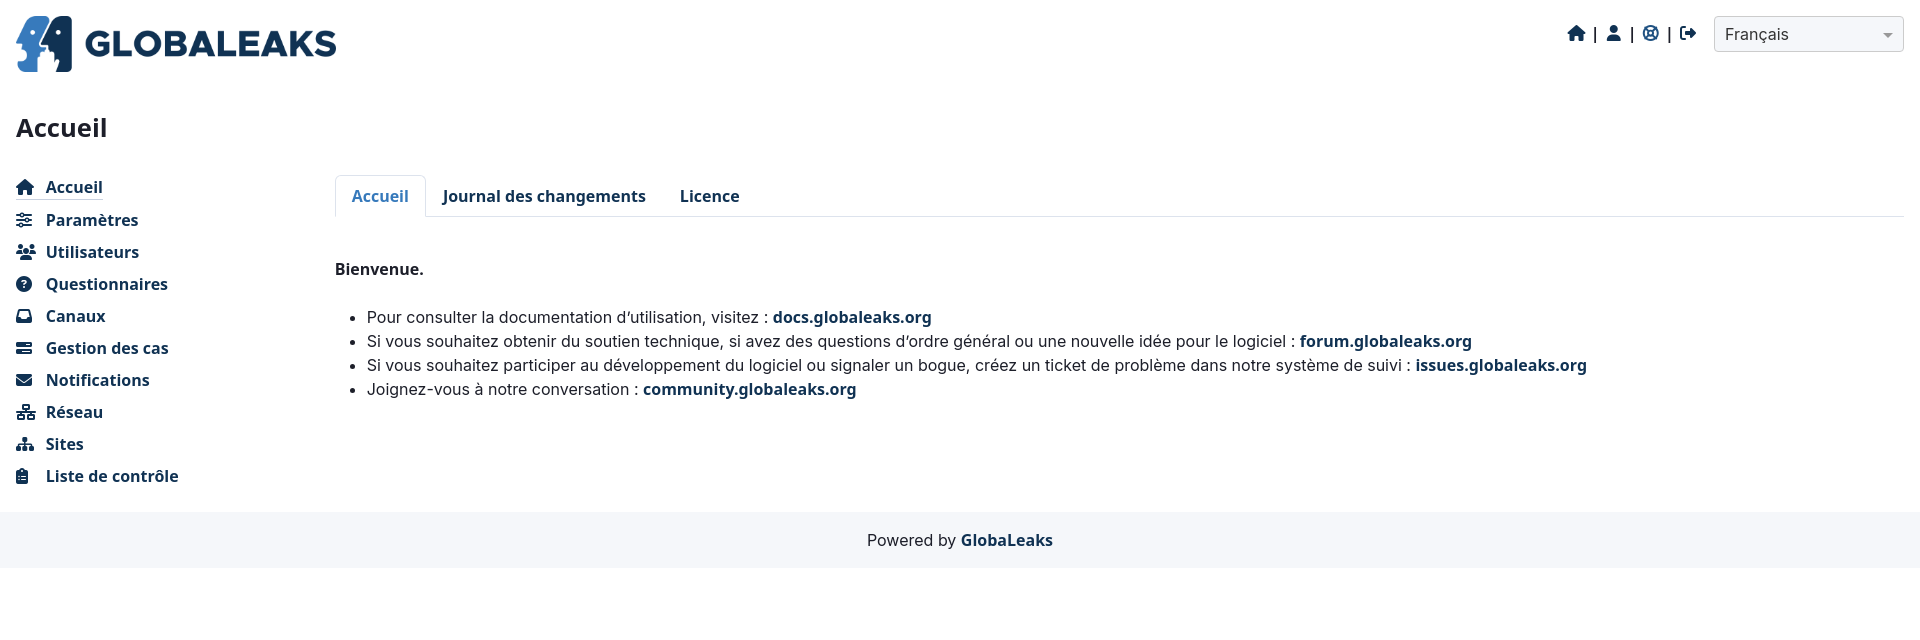 GLOBALEAKS
| | | Français
Accueil
Accueil
Paramètres
Utilisateurs
Questionnaires
Canaux
Gestion des cas
Notifications
Réseau
Sites
Liste de contrôle
Accueil Journal des changements Licence
Bienvenue.
• Pour consulter la documentation d’utilisation, visitez : docs.globaleaks.org
• Si vous souhaitez obtenir du soutien technique, si avez des questions d’ordre général ou une nouvelle idée pour le logiciel : forum.globaleaks.org
• Si vous souhaitez participer au développement du logiciel ou signaler un bogue, créez un ticket de problème dans notre système de suivi : issues.globaleaks.org
• Joignez-vous à notre conversation : community.globaleaks.org
Powered by GlobaLeaks